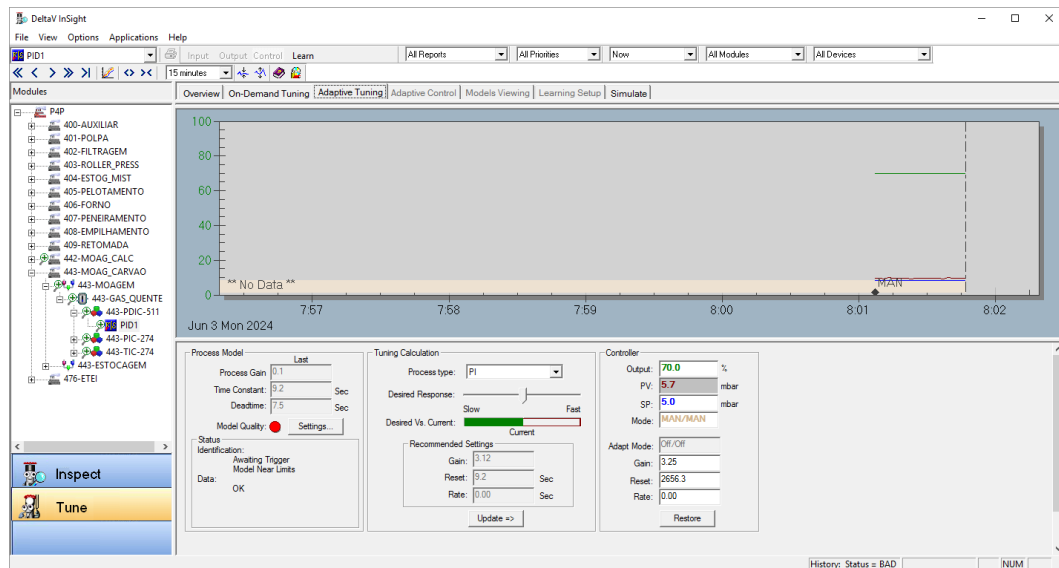 DeltaV InSight
File View Options Applications Help
PID1 Input Output Control Learn All Reports All Priorities Now All Modules All Devices
15 minutes
Modules
Overview On-Demand Tuning Adaptive Tuning Adaptive Control Models Viewing Learning Setup Simulate
P4P
400-AUXILIAR
401-POLPA
402-FILTRAGEM
403-ROLLER_PRESS
404-ESTOG_MIST
405-PELOTAMENTO
406-FORNO
407-PENEIRAMENTO
408-EMPILHAMENTO
409-RETOMADA
442-MOAG_CALC
443-MOAG_CARVAO
443-MOAGEM
443-GAS_QUENTE
443-PDIC-511
PID1
443-PIC-274
443-TIC-274
443-ESTOCAGEM
476-ETEI
Inspect
Tune
100
80
60
40
20
0
** No Data **
MAN
7:57 7:58 7:59 8:00 8:01 8:02
Jun 3 Mon 2024
Process Model
Last
Process Gain 0.1
Time Constant: 9.2 Sec
Deadtime: 7.5 Sec
Model Quality: Settings...
Status
Identification:
Awaiting Trigger
Model Near Limits
Data:
OK
Tuning Calculation
Process type: PI
Desired Response:
Slow Fast
Desired Vs. Current:
Current
Recommended Settings
Gain: 3.12
Reset: 9.2 Sec
Rate: 0.00 Sec
Update =>
Controller
Output: 70.0 %
PV: 5.7 mbar
SP: 5.0 mbar
Mode: MAN/MAN
Adapt Mode: Off/Off
Gain: 3.25
Reset: 2656.3
Rate: 0.00
Restore
History: Status = BAD NUM